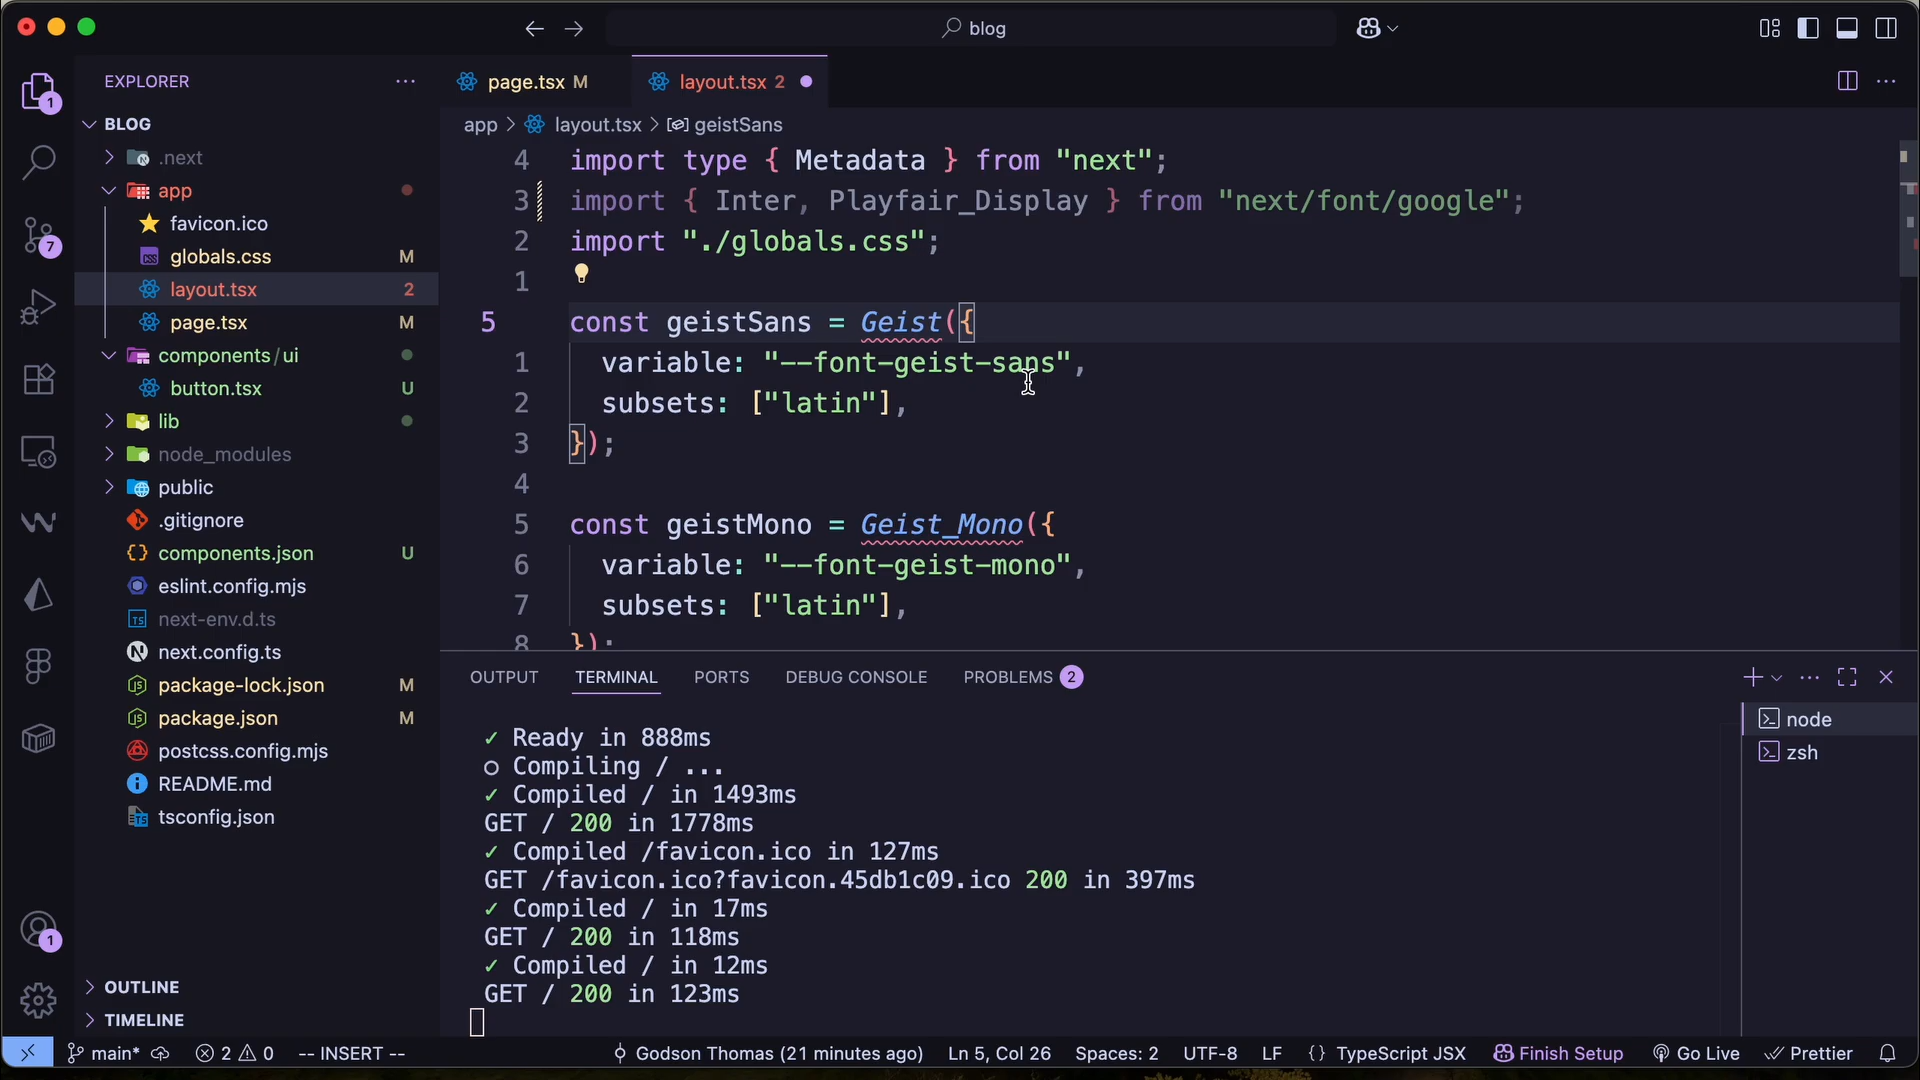 blog
EXPLORER
page.tsx M
layout.tsx 2
BLOG
.next
app
favicon.ico
globals.css M
layout.tsx 2
page.tsx M
components/ui
button.tsx U
lib
node_modules
public
.gitignore
components.json U
eslint.config.mjs
next-env.d.ts
next.config.ts
package-lock.json M
package.json M
postcss.config.mjs
README.md
tsconfig.json
OUTLINE
TIMELINE
1
7
1
app > layout.tsx > geistSans
4 import type { Metadata } from "next";
3 import { Inter, Playfair_Display } from "next/font/google";
2 import "./globals.css";
1
5 const geistSans = Geist({
1 variable: "--font-geist-sans",
2 subsets: ["latin"],
3 });
4
5 const geistMono = Geist_Mono({
6 variable: "--font-geist-mono",
7 subsets: ["latin"],
8 });
OUTPUT TERMINAL PORTS DEBUG CONSOLE PROBLEMS 2
✓ Ready in 888ms
○ Compiling / ...
✓ Compiled / in 1493ms
GET / 200 in 1778ms
✓ Compiled /favicon.ico in 127ms
GET /favicon.ico?favicon.45db1c09.ico 200 in 397ms
✓ Compiled / in 17ms
GET / 200 in 118ms
✓ Compiled / in 12ms
GET / 200 in 123ms
node
zsh
main* 2 0 -- INSERT -- Godson Thomas (21 minutes ago) Ln 5, Col 26 Spaces: 2 UTF-8 LF {} TypeScript JSX Finish Setup Go Live Prettier